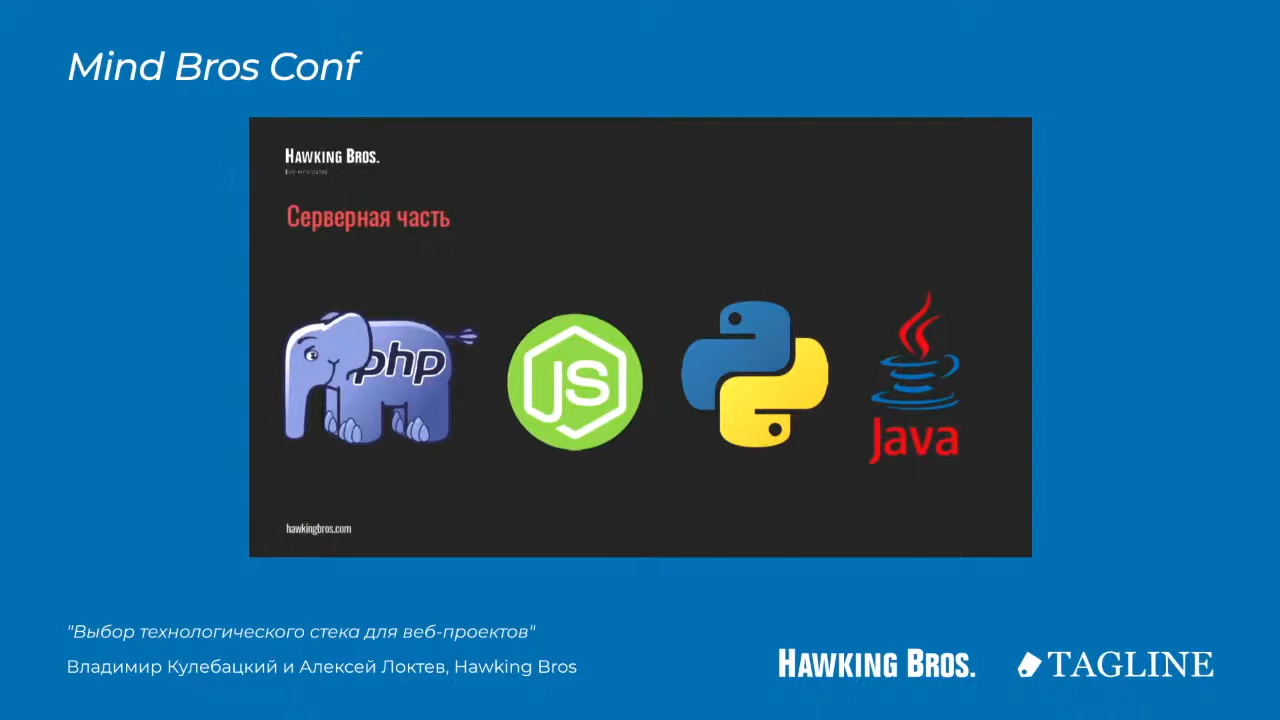 Mind Bros Conf
HAWKING BROS.
Серверная часть
php
JS
Java
hawkingbros.com
"Выбор технологического стека для веб-проектов"
Владимир Кулебацкий и Алексей Локтев, Hawking Bros
HAWKING BROS.
TAGLINE